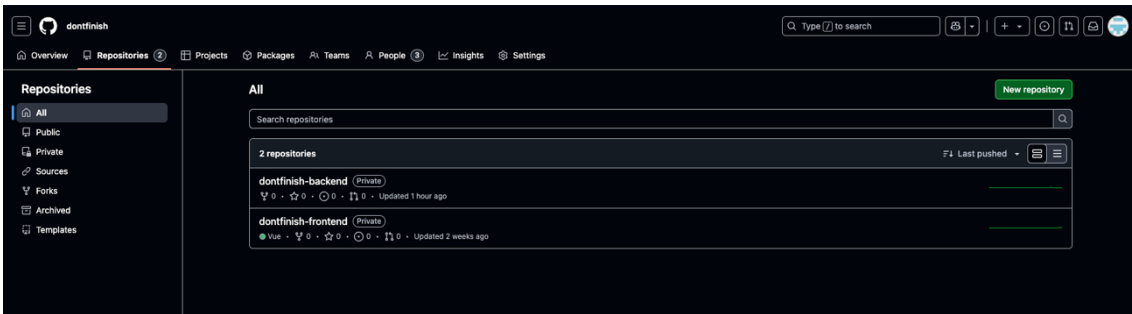 dontfinish
Type / to search
Overview Repositories 2 Projects Packages Teams People 3 Insights Settings
Repositories
All
Public
Private
Sources
Forks
Archived
Templates
All
New repository
Search repositories
2 repositories
Last pushed
dontfinish-backend Private
0 · 0 · 0 · 0 · Updated 1 hour ago
dontfinish-frontend Private
Vue · 0 · 0 · 0 · 0 · Updated 2 weeks ago